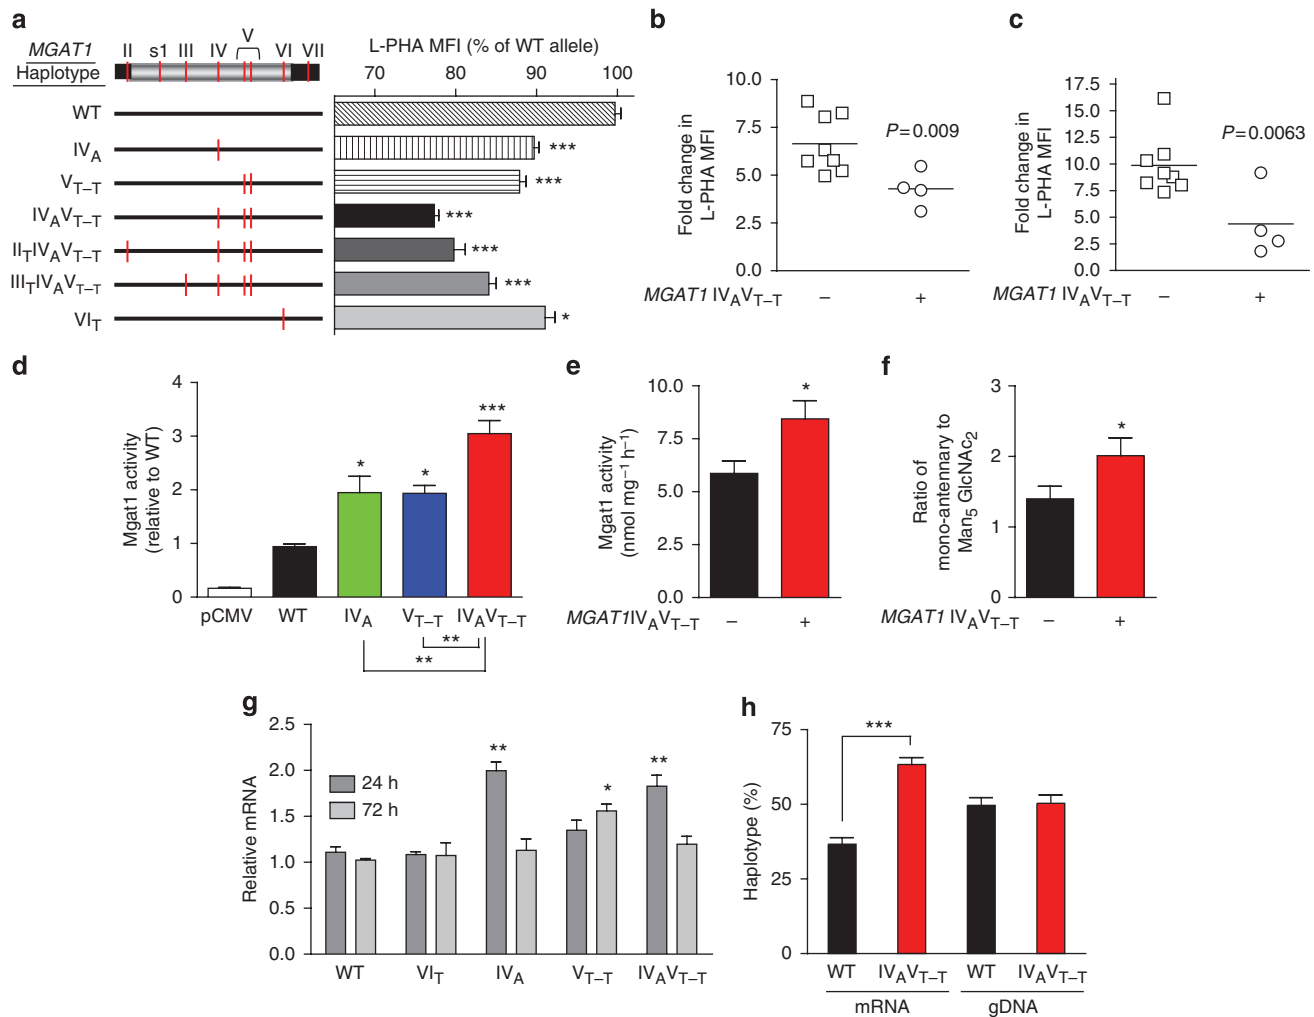 a
MGAT1
Haplotype
II s1 III IV V VI VII
L-PHA MFI (% of WT allele)
70 80 90 100
WT
IVA ***
VT–T ***
IVAVT–T ***
IITIVAVT–T ***
IIITIVAVT–T ***
VIT *
b
Fold change in
L-PHA MFI
10.0
7.5
5.0
2.5
0.0
P=0.009
MGAT1 IVAVT–T – +
c
Fold change in
L-PHA MFI
17.5
15.0
12.5
10.0
7.5
5.0
2.5
0.0
P=0.0063
MGAT1 IVAVT–T – +
d
Mgat1 activity
(relative to WT)
4
3
2
1
0
* * ***
pCMV WT IVA VT–T IVAVT–T
**
**
e
Mgat1 activity
(nmol mg–1 h–1)
10.0
7.5
5.0
2.5
0.0
*
MGAT1IVAVT–T – +
f
Ratio of
mono-antennary to
Man5 GlcNAc2
3
2
1
0
*
MGAT1 IVAVT–T – +
g
Relative mRNA
2.5
2.0
1.5
1.0
0.5
0.0
24 h
72 h
** * **
WT VIT IVA VT–T IVAVT–T
h
Haplotype (%)
75
50
25
0
***
WT IVAVT–T WT IVAVT–T
mRNA gDNA